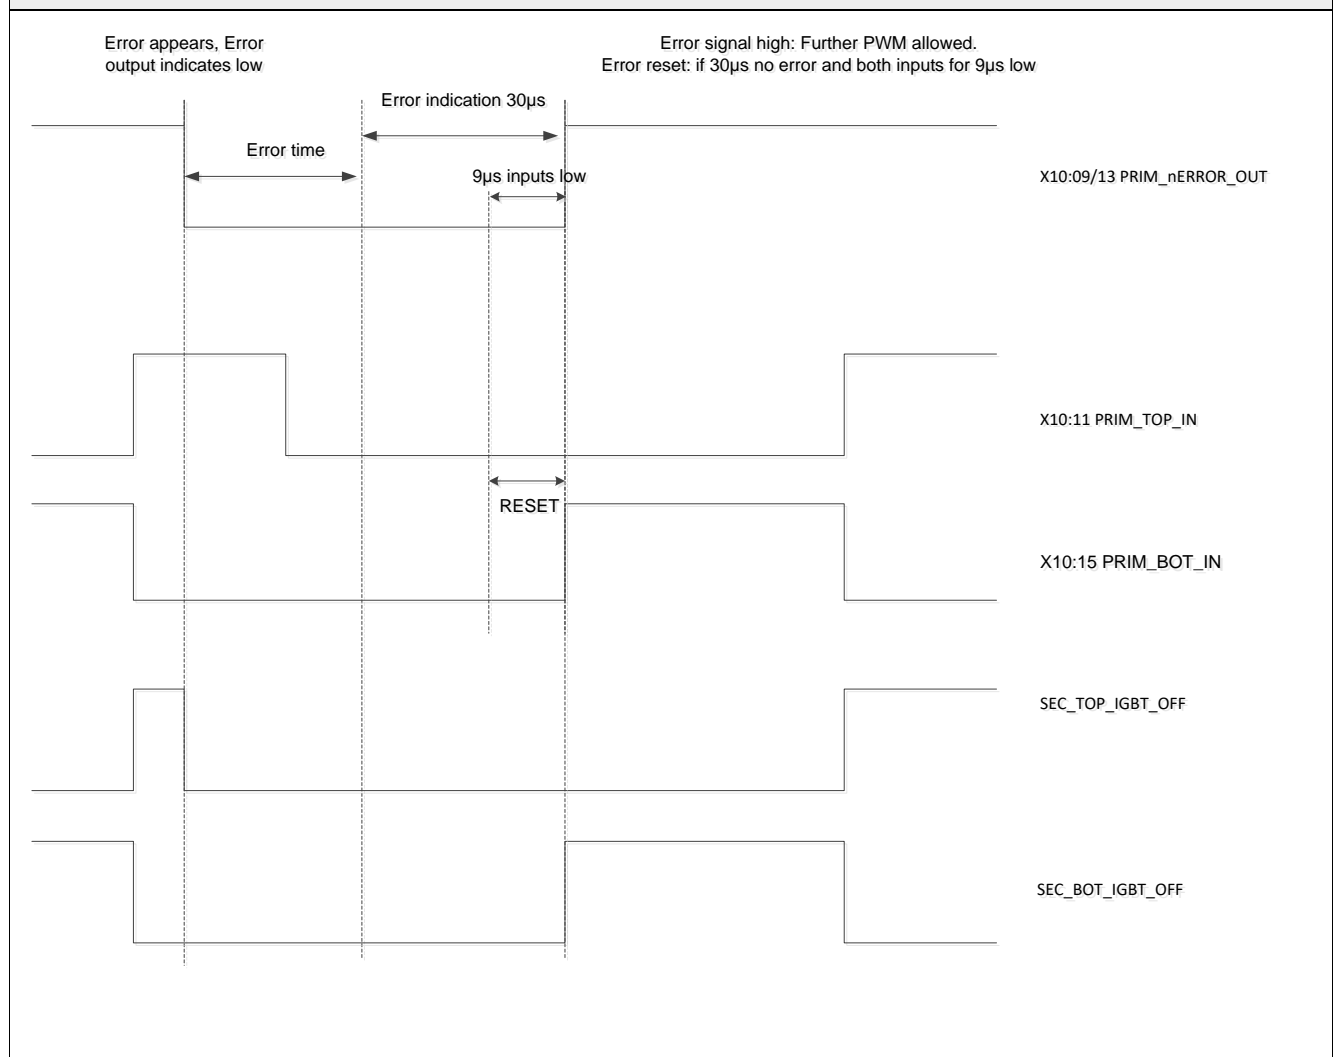 Error appears, Error
output indicates low
Error signal high: Further PWM allowed.
Error reset: if 30µs no error and both inputs for 9µs low
Error indication 30µs
Error time
9µs inputs low
X10:09/13 PRIM_nERROR_OUT
X10:11 PRIM_TOP_IN
RESET
X10:15 PRIM_BOT_IN
SEC_TOP_IGBT_OFF
SEC_BOT_IGBT_OFF